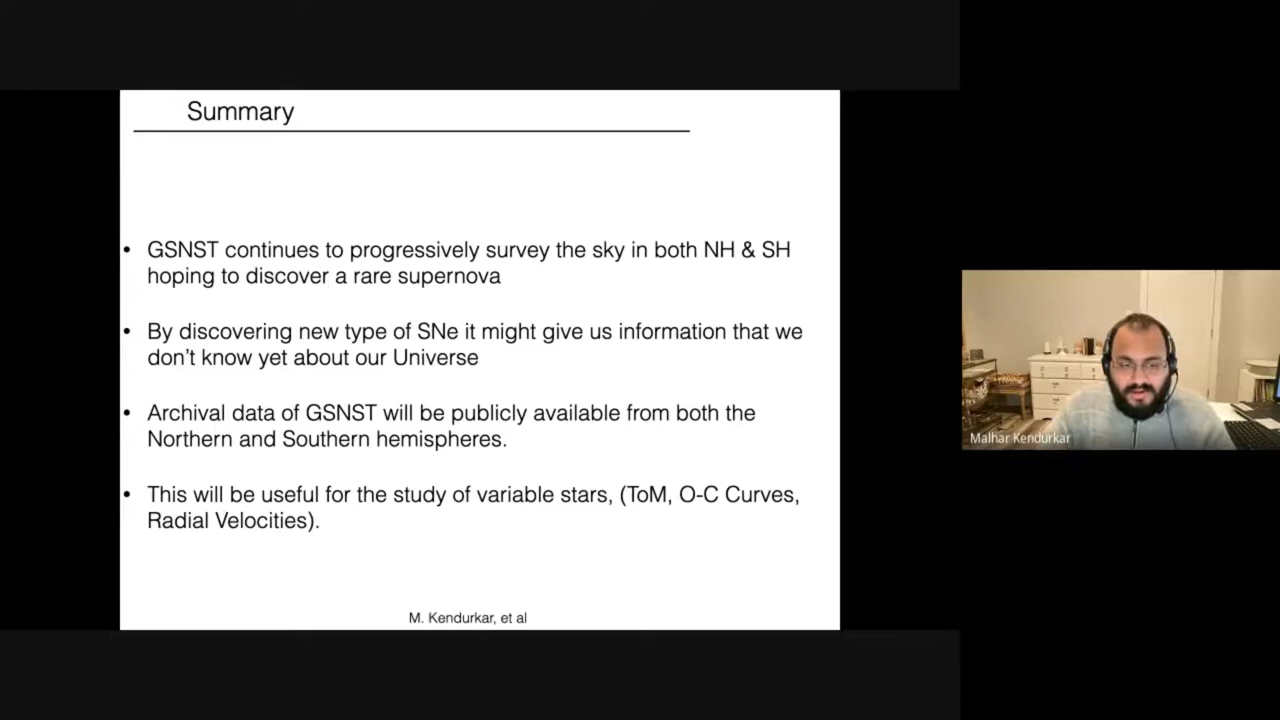 Summary
• GSNST continues to progressively survey the sky in both NH & SH
hoping to discover a rare supernova
• By discovering new type of SNe it might give us information that we
don’t know yet about our Universe
• Archival data of GSNST will be publicly available from both the
Northern and Southern hemispheres.
• This will be useful for the study of variable stars, (ToM, O-C Curves,
Radial Velocities).
M. Kendurkar, et al
Malhar Kendurkar